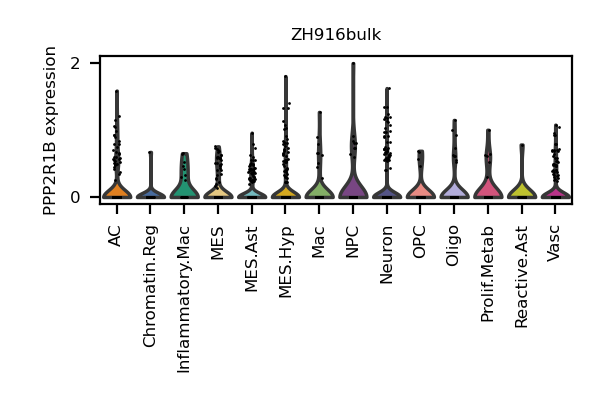 ZH916bulk
PPP2R1B expression
2
0
AC
Chromatin.Reg
Inflammatory.Mac
MES
MES.Ast
MES.Hyp
Mac
NPC
Neuron
OPC
Oligo
Prolif.Metab
Reactive.Ast
Vasc